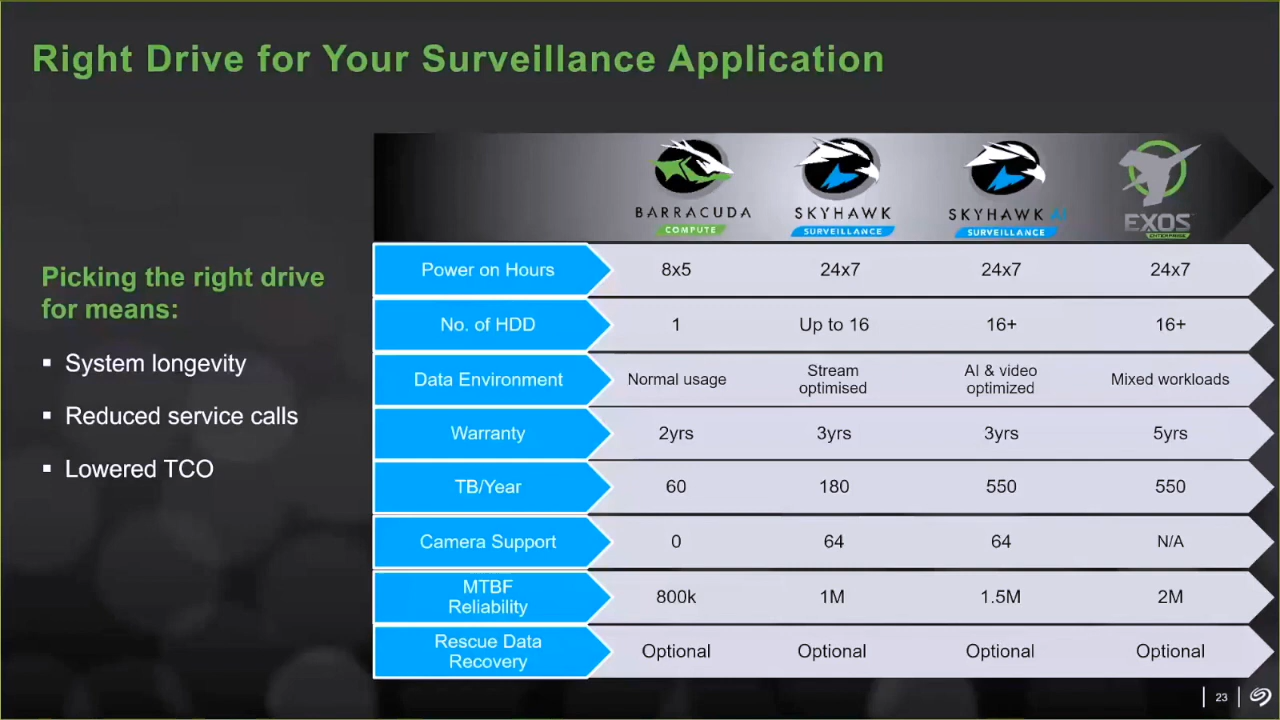 Right Drive for Your Surveillance Application
Picking the right drive
for means:
▪ System longevity
▪ Reduced service calls
▪ Lowered TCO
BARRACUDA
COMPUTE
SKYHAWK
SURVEILLANCE
SKYHAWK AI
SURVEILLANCE
EXOS
ENTERPRISE
Power on Hours 8x5 24x7 24x7 24x7
No. of HDD 1 Up to 16 16+ 16+
Data Environment Normal usage Stream optimised AI & video optimized Mixed workloads
Warranty 2yrs 3yrs 3yrs 5yrs
TB/Year 60 180 550 550
Camera Support 0 64 64 N/A
MTBF Reliability 800k 1M 1.5M 2M
Rescue Data Recovery Optional Optional Optional Optional
23